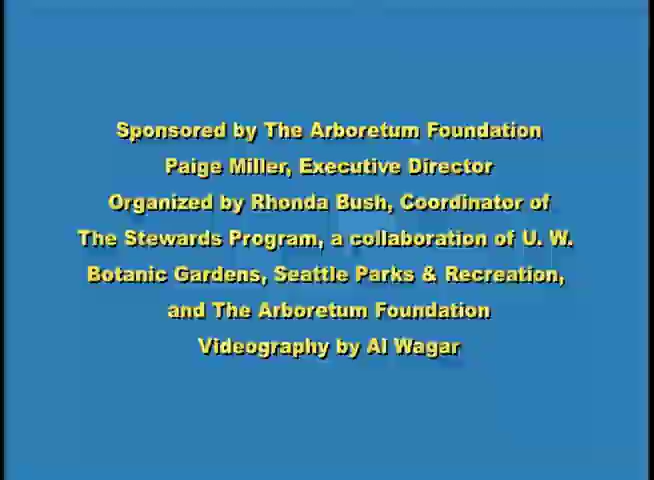 Sponsored by The Arboretum Foundation
Paige Miller, Executive Director
Organized by Rhonda Bush, Coordinator of
The Stewards Program, a collaboration of U. W.
Botanic Gardens, Seattle Parks & Recreation,
and The Arboretum Foundation
Videography by Al Wagar